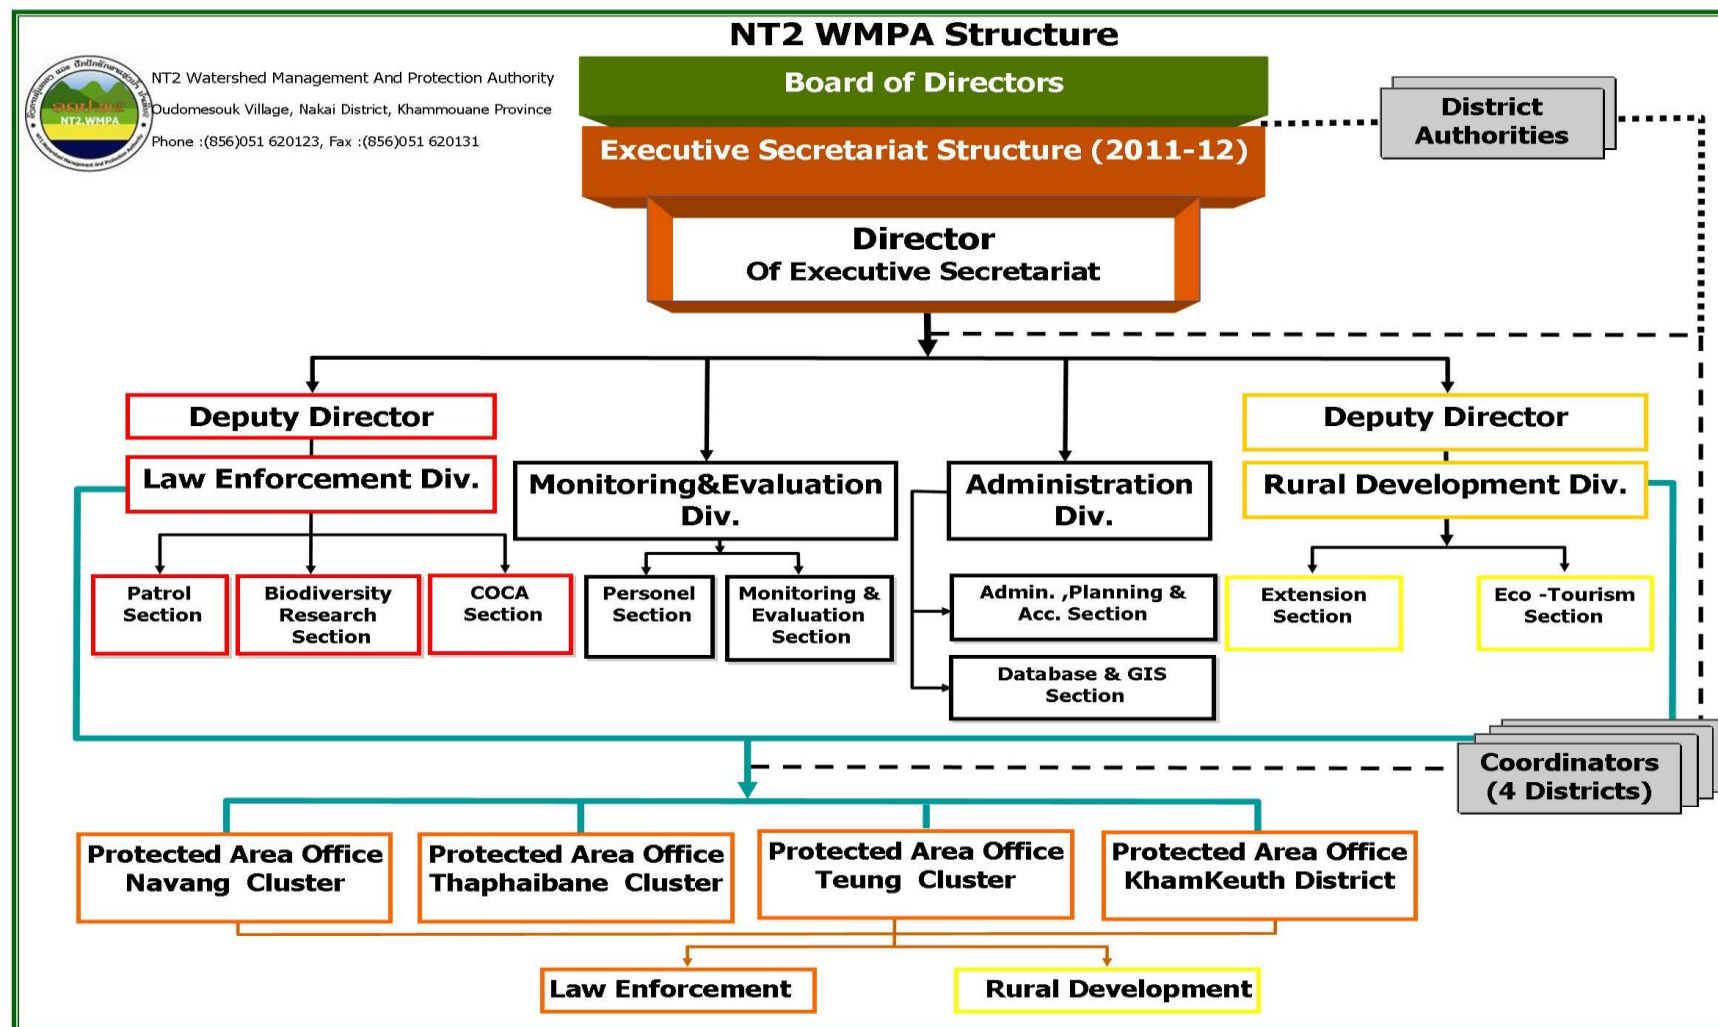 NT2 WMPA Structure
NT2.WMPA
NT2 Watershed Management And Protection Authority
Oudomesouk Village, Nakai District, Khammouane Province
Phone :(856)051 620123, Fax :(856)051 620131
Board of Directors
Executive Secretariat Structure (2011-12)
District
Authorities
Director
Of Executive Secretariat
Deputy Director
Deputy Director
Law Enforcement Div.
Monitoring&Evaluation
Div.
Administration
Div.
Rural Development Div.
Patrol
Section
Biodiversity
Research
Section
COCA
Section
Personel
Section
Monitoring &
Evaluation
Section
Admin. ,Planning &
Acc. Section
Database & GIS
Section
Extension
Section
Eco -Tourism
Section
Coordinators
(4 Districts)
Protected Area Office
Navang  Cluster
Protected Area Office
Thaphaibane  Cluster
Protected Area Office
Teung  Cluster
Protected Area Office
KhamKeuth District
Law Enforcement
Rural Development